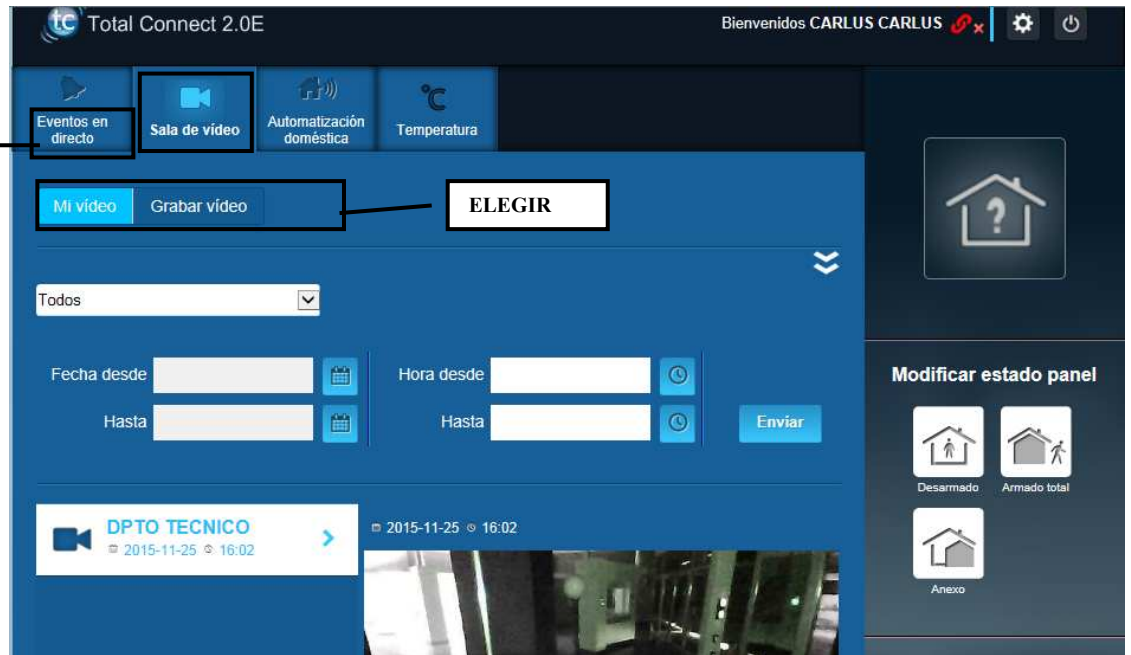 tc Total Connect 2.0E
Bienvenidos CARLUS CARLUS
Eventos en
directo
Sala de vídeo
Automatización
doméstica
°C
Temperatura
Mi vídeo
Grabar vídeo
ELEGIR
?
Todos
Fecha desde
Hora desde
Hasta
Hasta
Enviar
DPTO TECNICO
2015-11-25 16:02
2015-11-25 16:02
Modificar estado panel
Desarmado
Armado total
Anexo